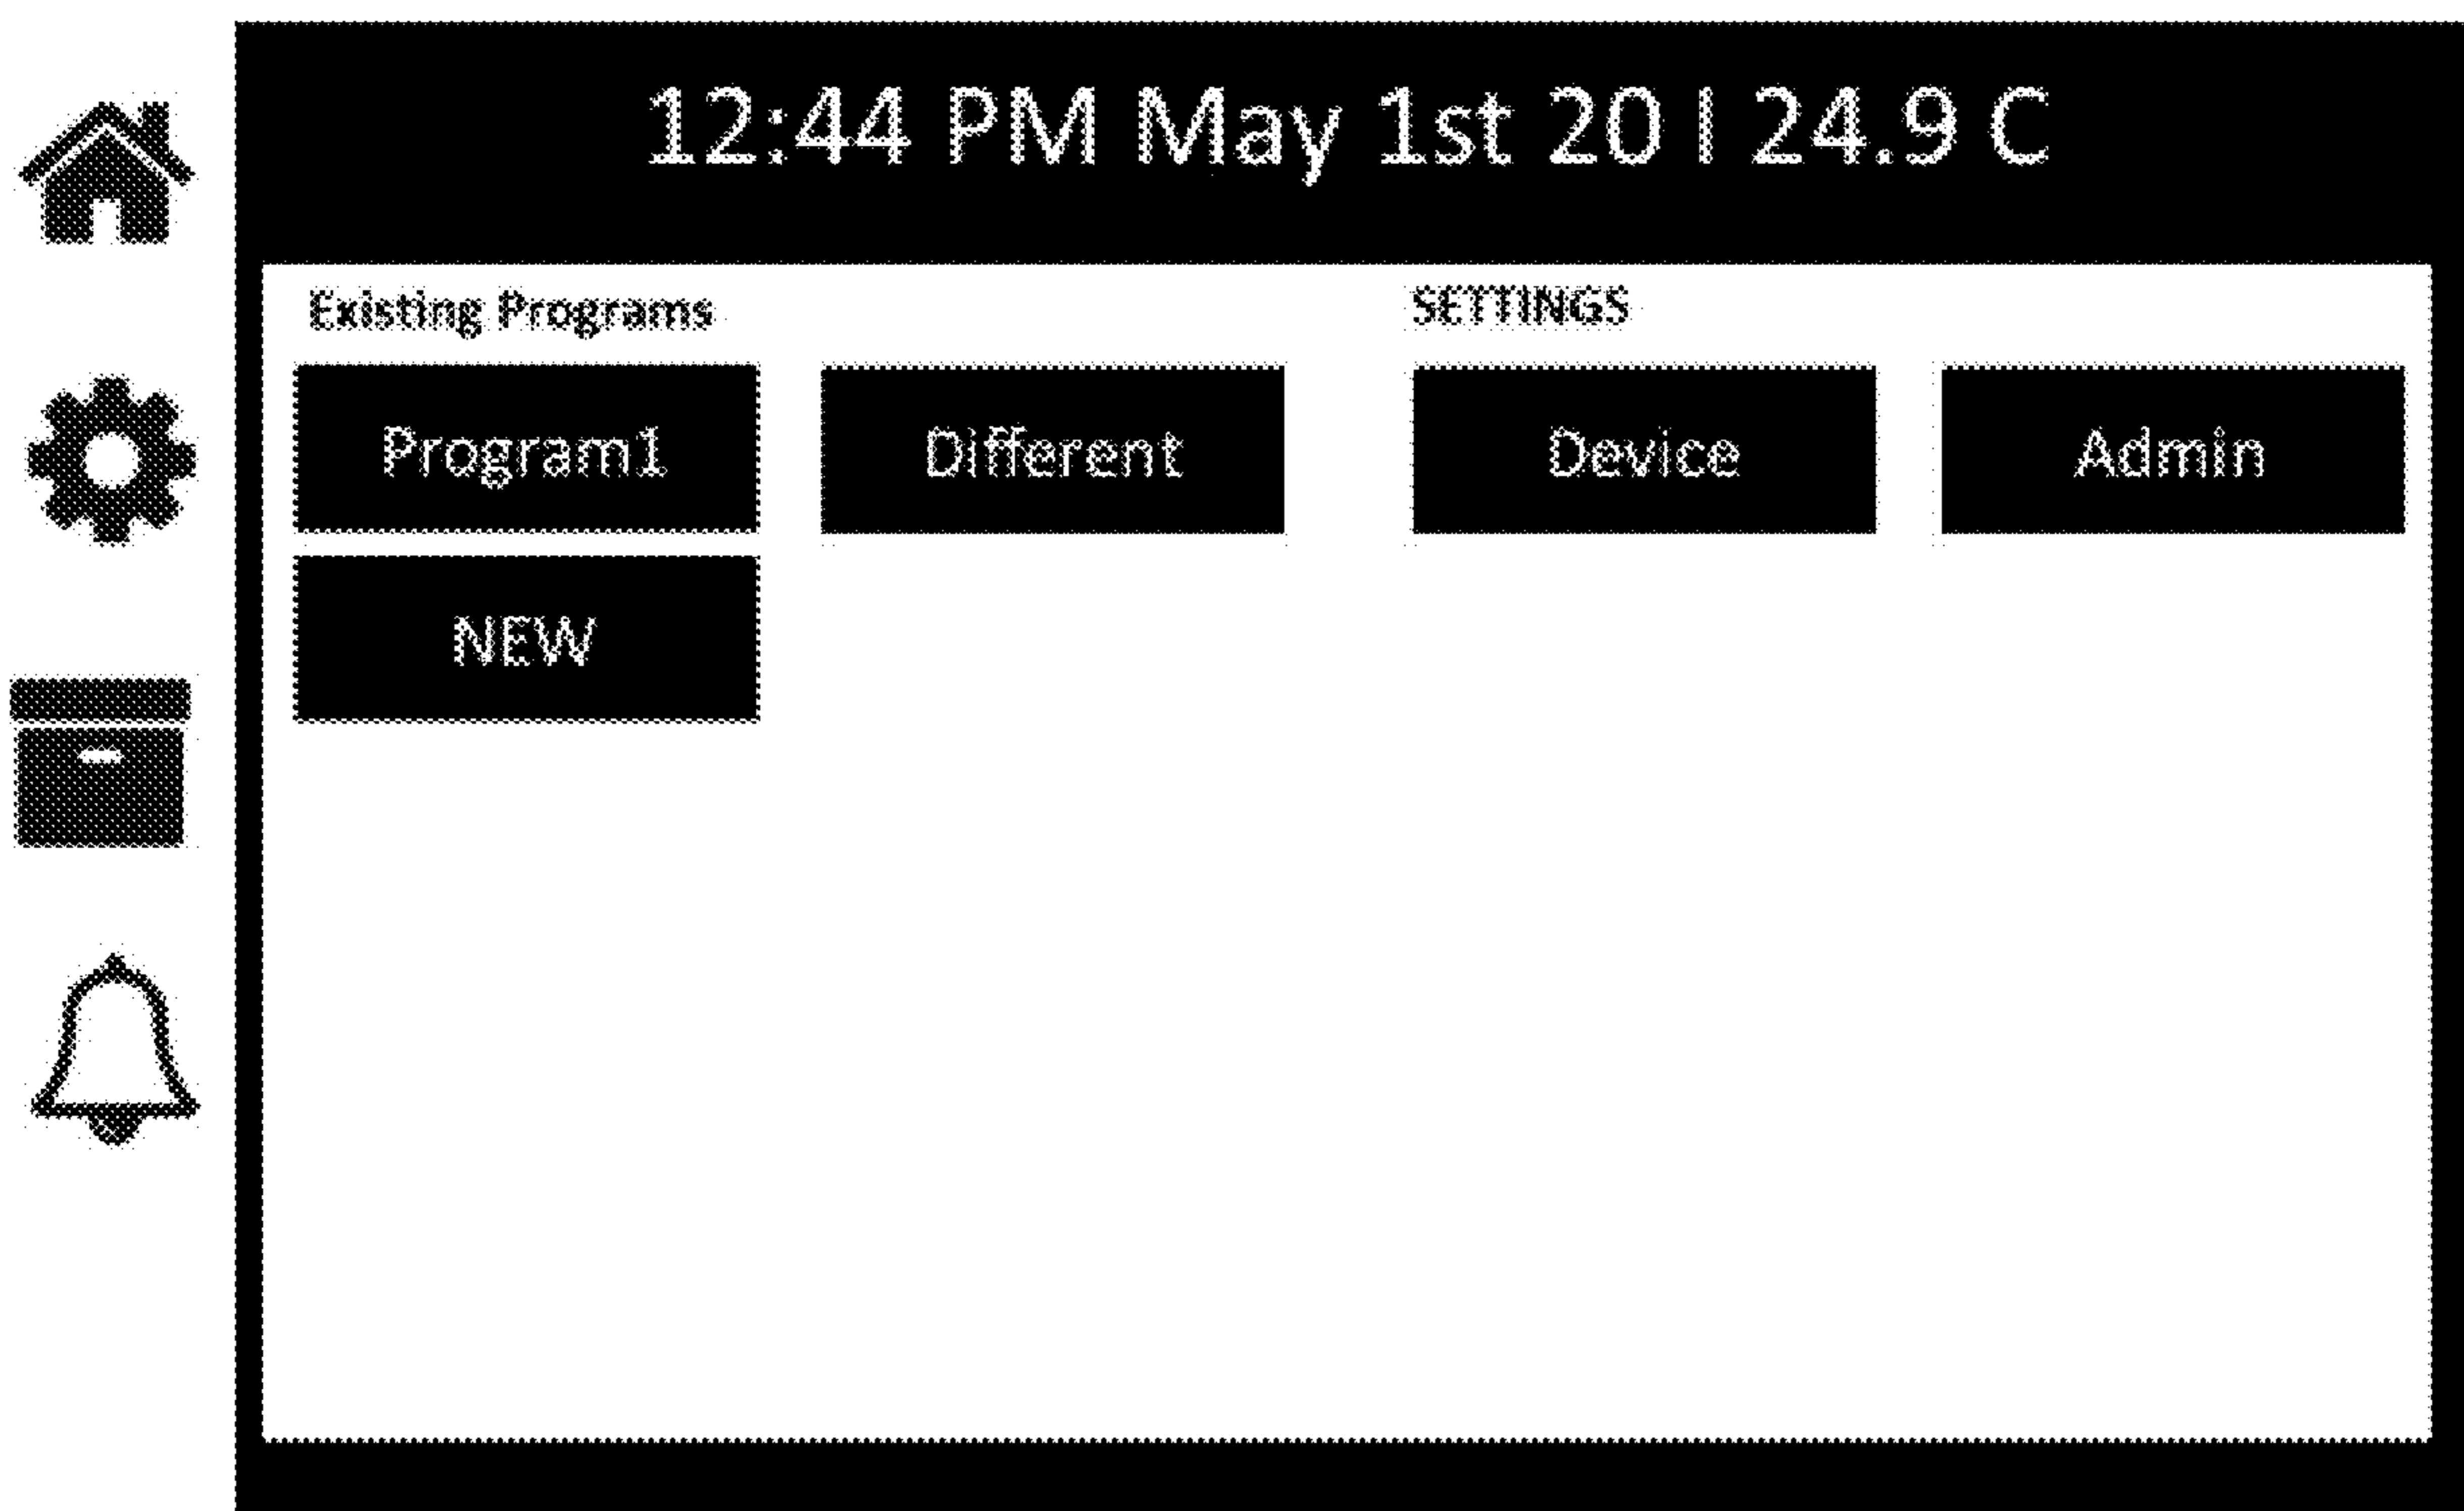 12:44 PM May 1st 20 I 24.9 C
Existing Programs
SETTINGS
Program1
Different
Device
Admin
NEW